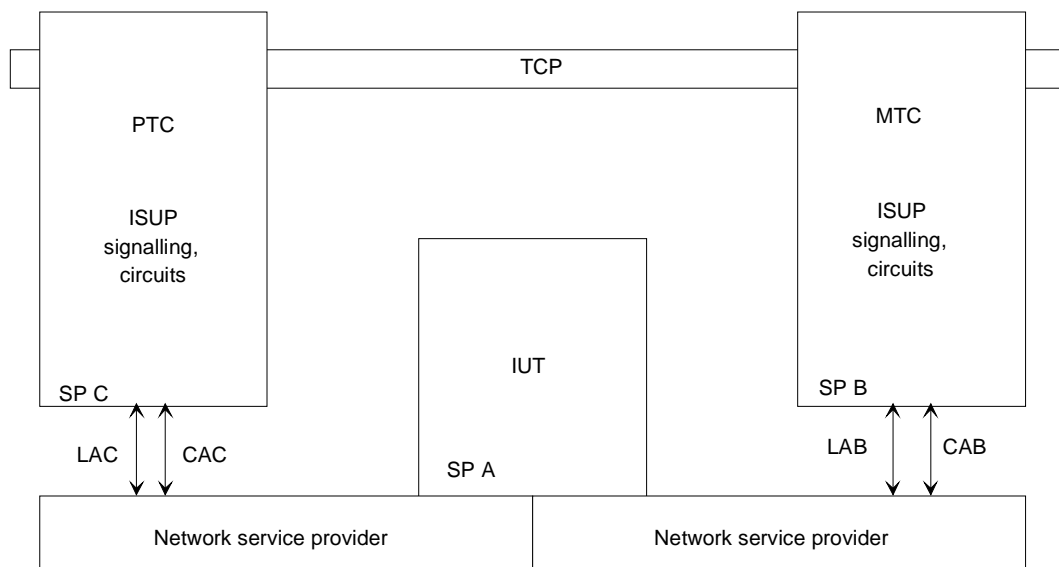 TCP
PTC
MTC
ISUP
signalling,
circuits
ISUP
signalling,
circuits
IUT
SP C
SP B
LAC
CAC
LAB
CAB
SP A
Network service provider
Network service provider